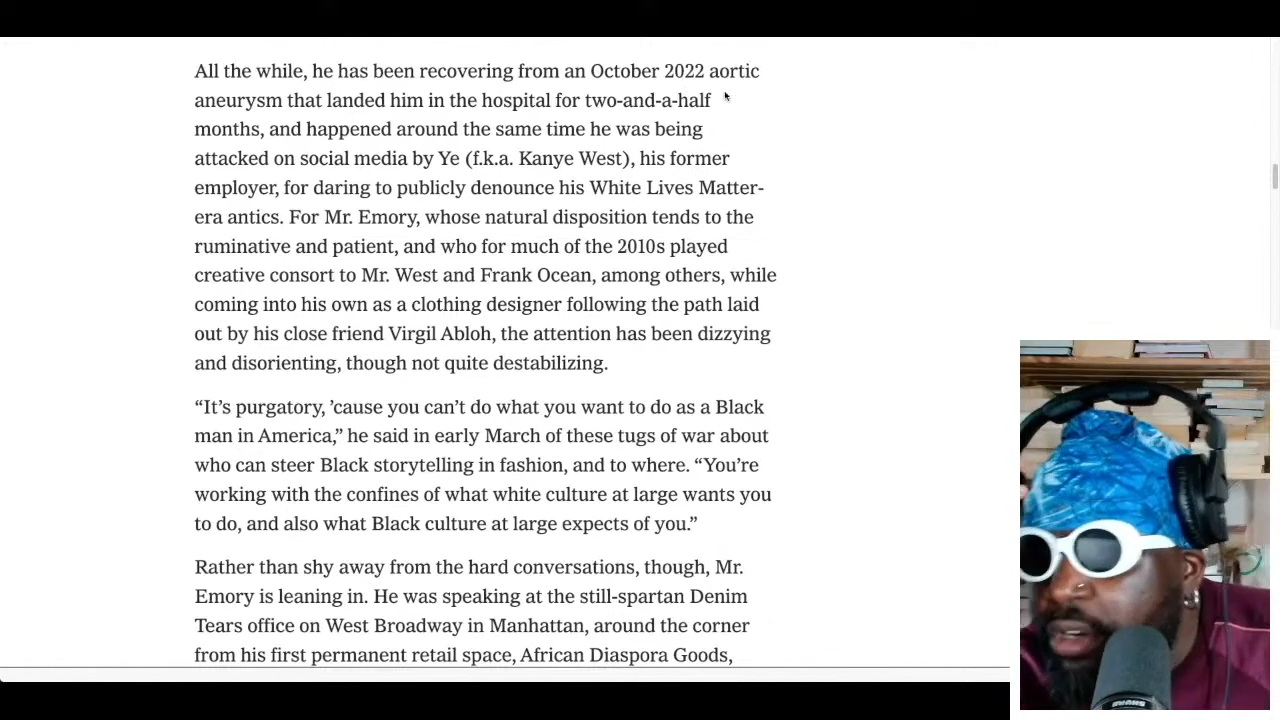 All the while, he has been recovering from an October 2022 aortic
aneurysm that landed him in the hospital for two-and-a-half
months, and happened around the same time he was being
attacked on social media by Ye (f.k.a. Kanye West), his former
employer, for daring to publicly denounce his White Lives Matter-
era antics. For Mr. Emory, whose natural disposition tends to the
ruminative and patient, and who for much of the 2010s played
creative consort to Mr. West and Frank Ocean, among others, while
coming into his own as a clothing designer following the path laid
out by his close friend Virgil Abloh, the attention has been dizzying
and disorienting, though not quite destabilizing.
“It’s purgatory, ’cause you can’t do what you want to do as a Black
man in America,” he said in early March of these tugs of war about
who can steer Black storytelling in fashion, and to where. “You’re
working with the confines of what white culture at large wants you
to do, and also what Black culture at large expects of you.”
Rather than shy away from the hard conversations, though, Mr.
Emory is leaning in. He was speaking at the still-spartan Denim
Tears office on West Broadway in Manhattan, around the corner
from his first permanent retail space, African Diaspora Goods,
SHURE